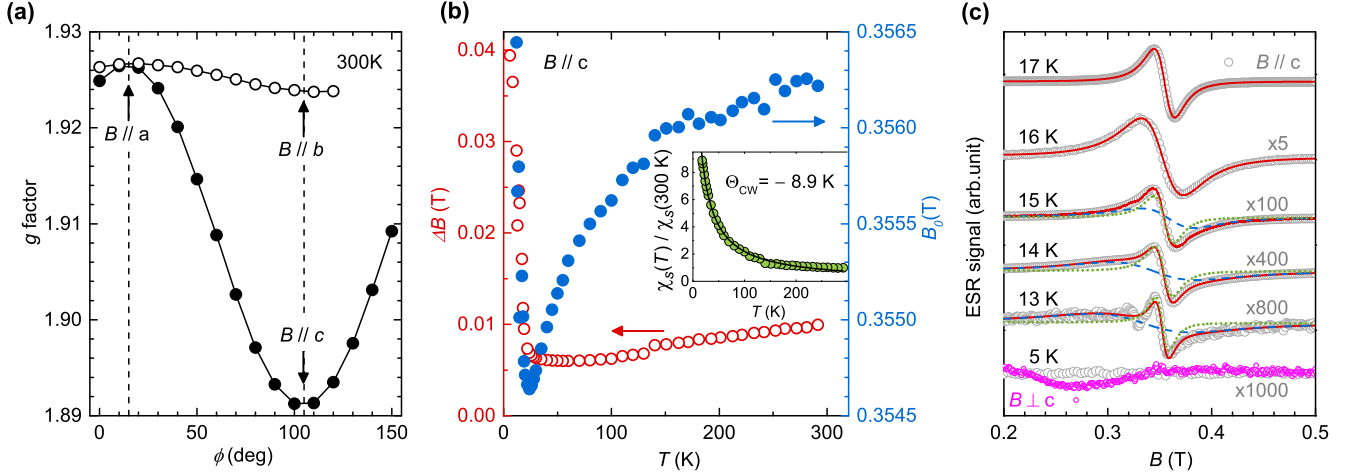 (a)
1.93
1.92
1.91
1.90
1.89
g factor
0
50
100
150
ϕ (deg)
300K
B // a
B // b
B // c
(b)
0.04
0.03
0.02
0.01
0.00
ΔB (T)
0
100
200
300
T (K)
B // c
0.3565
0.3560
0.3555
0.3550
0.3545
B₀(T)
χS(T) / χS(300 K)
8
6
4
2
0
0
100
200
T (K)
ΘCW = − 8.9 K
(c)
ESR signal (arb.unit)
17 K
B // c
16 K
x5
15 K
x100
14 K
x400
13 K
x800
5 K
x1000
B ⊥ c
0.2
0.3
0.4
0.5
B (T)